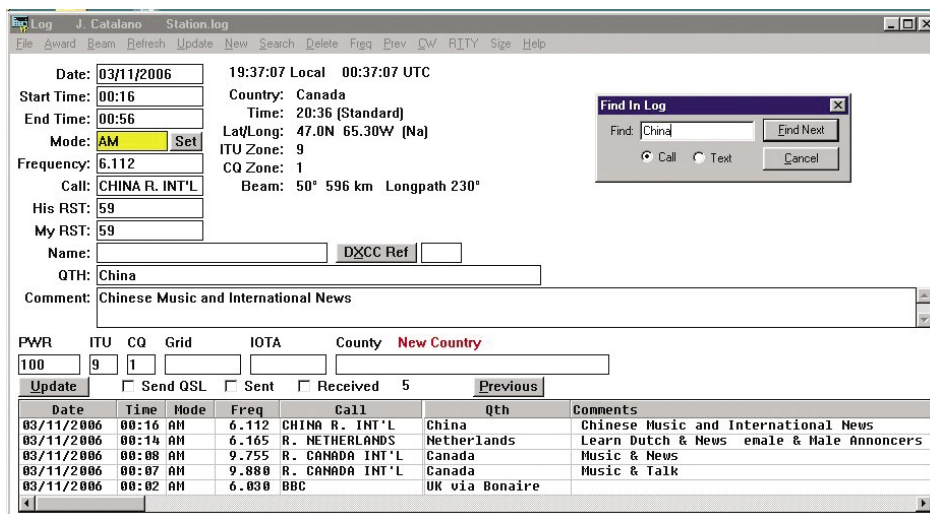 Log J. Catalano Station.log
File Award Beam Refresh Update New Search Delete Freq Prev CW RTTY Size Help
Date: 03/11/2006 19:37:07 Local 00:37:07 UTC
Start Time: 00:16 Country: Canada
End Time: 00:56 Time: 20:36 (Standard)
Mode: AM Set Lat/Long: 47.0N 65.30W (Na)
ITU Zone: 9
Frequency: 6.112 CQ Zone: 1
Call: CHINA R. INT'L Beam: 50° 596 km Longpath 230°
His RST: 59
My RST: 59
Name: DXCC Ref
QTH: China
Comment: Chinese Music and International News
Find In Log
Find: China Find Next
Call Text Cancel
PWR ITU CQ Grid IOTA County New Country
100 9 1
Update Send QSL Sent Received 5 Previous
Date Time Mode Freq Call Qth Comments
03/11/2006 00:16 AM 6.112 CHINA R. INT'L China Chinese Music and International News
03/11/2006 00:14 AM 6.165 R. NETHERLANDS Netherlands Learn Dutch & News emale & Male Annoncers
03/11/2006 00:08 AM 9.755 R. CANADA INT'L Canada Music & News
03/11/2006 00:07 AM 9.880 R. CANADA INT'L Canada Music & Talk
03/11/2006 00:02 AM 6.030 BBC UK via Bonaire